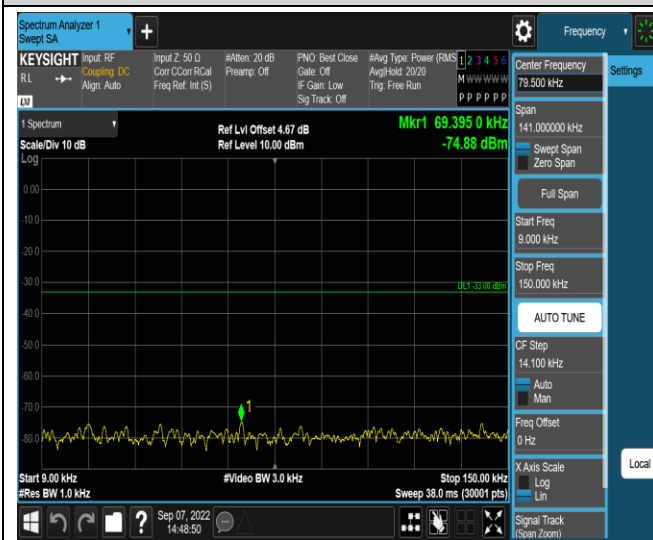 Spectrum Analyzer 1
Swept SA
Frequency
KEYSIGHT
Input: RF
Coupling: DC
Align: Auto
Input Z: 50 Ω
Corr CCorr RCal
Freq Ref: Int (S)
#Atten: 20 dB
Preamp: Off
PNO: Best Close
Gate: Off
IF Gain: Low
Sig Track: Off
#Avg Type: Power (RMS
Avg|Hold: 20/20
Trig: Free Run
1 2 3 4 5 6
M W W W W W
P P P P P P
RL
LXI
1 Spectrum
Scale/Div 10 dB
Log
Ref Lvl Offset 4.67 dB
Ref Level 10.00 dBm
Mkr1 69.395 0 kHz
-74.88 dBm
0.00
-10.0
-20.0
-30.0
DL1 -33.00 dBm
-40.0
-50.0
-60.0
-70.0
1
-80.0
Start 9.00 kHz
#Res BW 1.0 kHz
#Video BW 3.0 kHz
Stop 150.00 kHz
Sweep 38.0 ms (30001 pts)
?
Sep 07, 2022
14:48:50
Center Frequency
79.500 kHz
Settings
Span
141.000000 kHz
Swept Span
Zero Span
Full Span
Start Freq
9.000 kHz
Stop Freq
150.000 kHz
AUTO TUNE
CF Step
14.100 kHz
Auto
Man
Freq Offset
0 Hz
X Axis Scale
Log
Lin
Local
Signal Track
(Span Zoom)